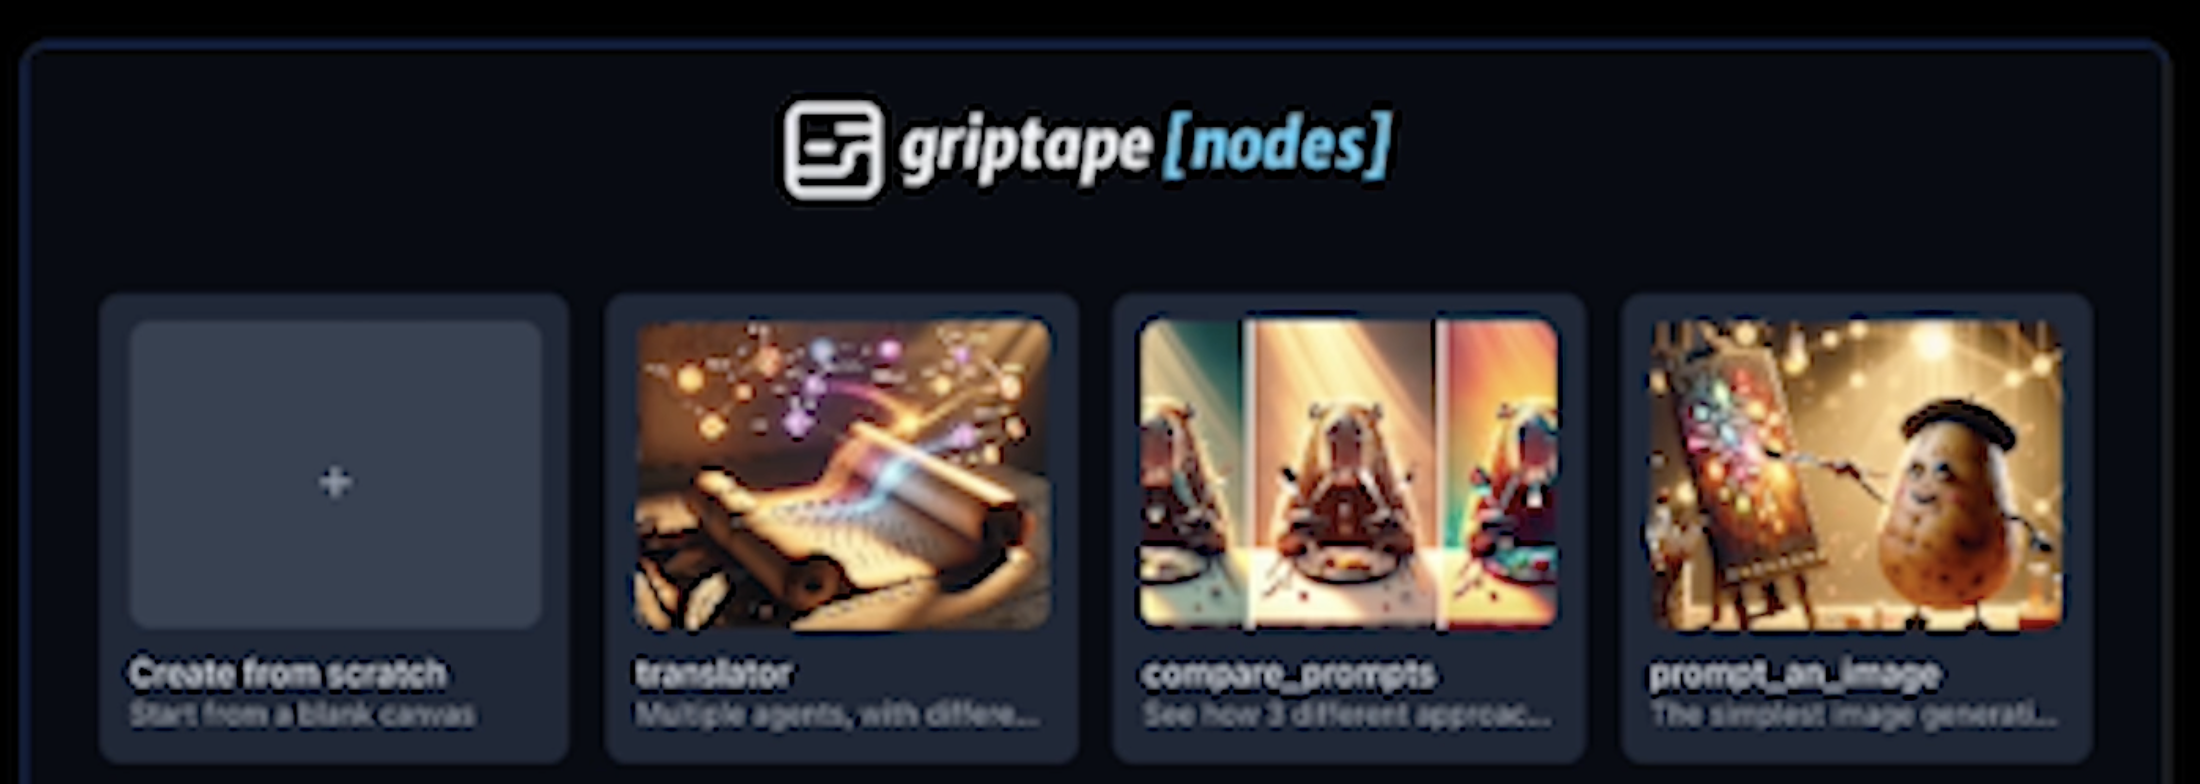 griptape [nodes]
Create from scratch
Start from a blank canvas
translator
Multiple agents, with differe...
compare_prompts
See how 3 different approac...
prompt_an_image
The simplest image generati...